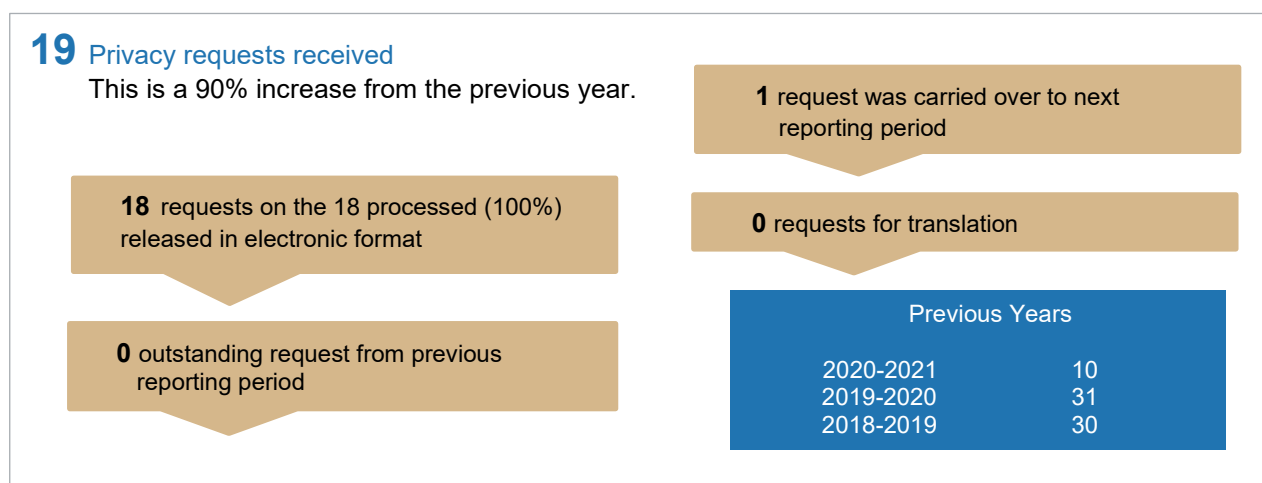 19 Privacy requests received
This is a 90% increase from the previous year.
18 requests on the 18 processed (100%)
released in electronic format
0 outstanding request from previous
reporting period
1 request was carried over to next
reporting period
0 requests for translation
Previous Years
2020-2021 10
2019-2020 31
2018-2019 30